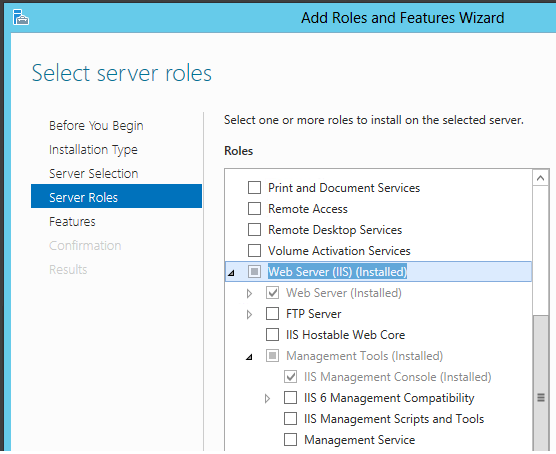 Add Roles and Features Wizard
Select server roles
Before You Begin
Installation Type
Server Selection
Server Roles
Features
Confirmation
Results
Select one or more roles to install on the selected server.
Roles
Print and Document Services
Remote Access
Remote Desktop Services
Volume Activation Services
Web Server (IIS) (Installed)
Web Server (Installed)
FTP Server
IIS Hostable Web Core
Management Tools (Installed)
IIS Management Console (Installed)
IIS 6 Management Compatibility
IIS Management Scripts and Tools
Management Service